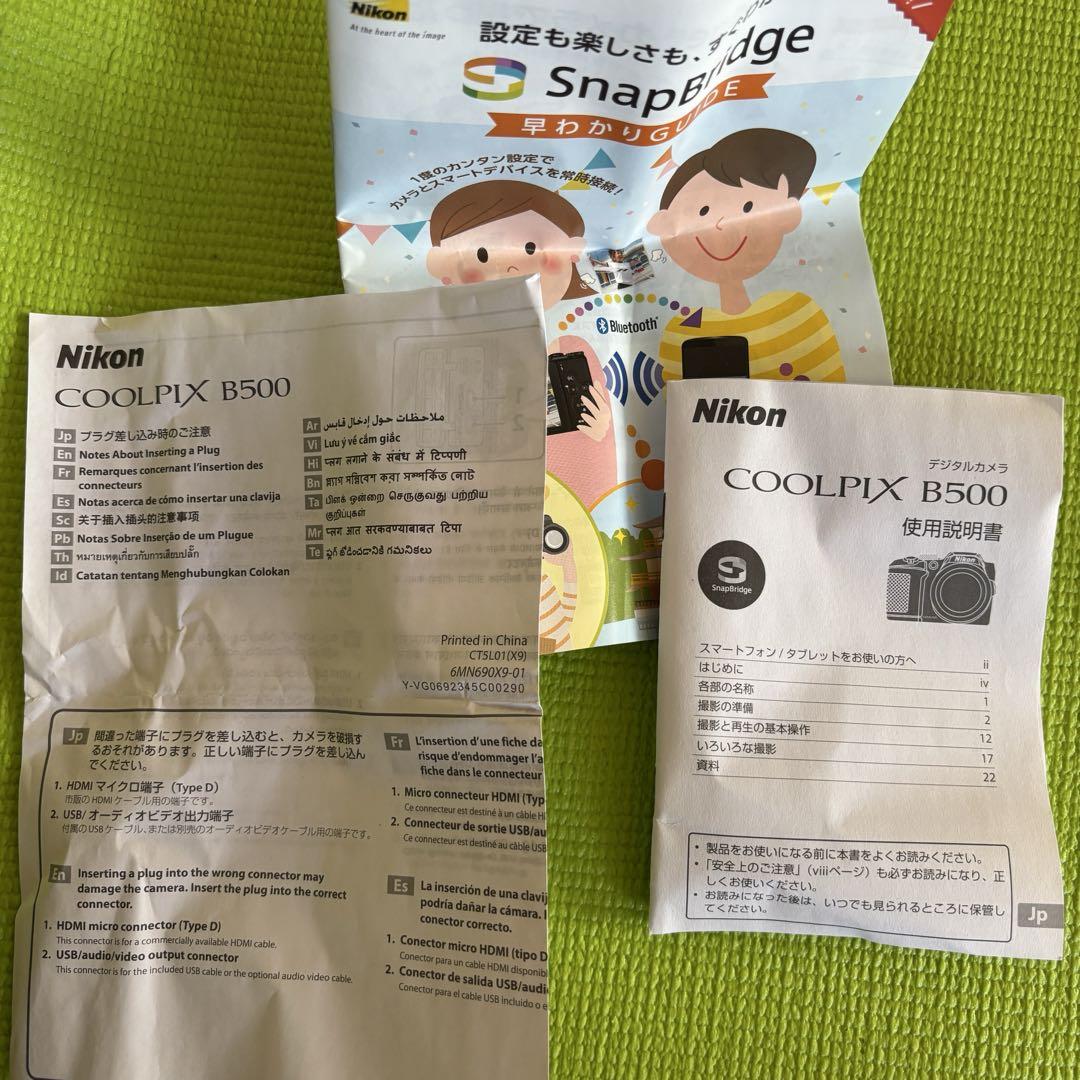 Nikon
At the heart of the image
設定も楽しさも、
SnapBridge
早わかりGUIDE
1度のカンタン設定で
カメラとスマートデバイスを常時接続!
Bluetooth®
Nikon
COOLPIX B500
Jp プラグ差し込み時のご注意
En Notes About Inserting a Plug
Fr Remarques concernant l'insertion des
connecteurs
Es Notas acerca de cómo insertar una clavija
Sc 关于插入插头的注意事项
Pb Notas Sobre Inserção de um Plugue
Th หมายเหตุเกี่ยวกับการเสียบปลั๊ก
Id Catatan tentang Menghubungkan Colokan
Ar ملاحظات حول إدخال قابس
Vi Lưu ý về cắm giắc
Hi प्लग लगाने के संबंध में टिप्पणी
Bn প্লাগ সন্নিবেশ করা সম্পর্কিত নোট
Ta பிளக் ஒன்றை செருகுவது பற்றிய
குறிப்புகள்
Mr प्लग आत सरकवण्याबाबत टिपा
Te ప్లగ్ జోడించడానికి గమనికలు
Printed in China
CT5L01(X9)
6MN690X9-01
Y-VG0692345C00290
Jp 間違った端子にプラグを差し込むと、カメラを破損す
るおそれがあります。正しい端子にプラグを差し込ん
でください。
1. HDMI マイクロ端子（Type D）
市販の HDMI ケーブル用の端子です。
2. USB/ オーディオビデオ出力端子
付属の USB ケーブル、または別売のオーディオビデオケーブル用の端子です。
En Inserting a plug into the wrong connector may
damage the camera. Insert the plug into the correct
connector.
1. HDMI micro connector (Type D)
This connector is for a commercially available HDMI cable.
2. USB/audio/video output connector
This connector is for the included USB cable or the optional audio video cable.
Fr L'insertion d'une fiche da
risque d'endommager l'a
fiche dans le connecteur
1. Micro connecteur HDMI (Typ
Ce connecteur est destiné à un câble H
2. Connecteur de sortie USB/au
Ce connecteur est destiné au câble USB
Es La inserción de una clavij
podría dañar la cámara. I
conector correcto.
1. Conector micro HDMI (tipo D
Conector para un cable HDMI disponib
2. Conector de salida USB/audi
Conector para el cable USB incluido o e
Nikon
デジタルカメラ
COOLPIX B500
使用説明書
SnapBridge
Nikon
スマートフォン / タブレットをお使いの方へ ii
はじめに iv
各部の名称 1
撮影の準備 2
撮影と再生の基本操作 12
いろいろな撮影 17
資料 22
• 製品をお使いになる前に本書をよくお読みください。
• 「安全上のご注意」（viiiページ）も必ずお読みになり、正
しくお使いください。
• お読みになった後は、いつでも見られるところに保管し
てください。
Jp